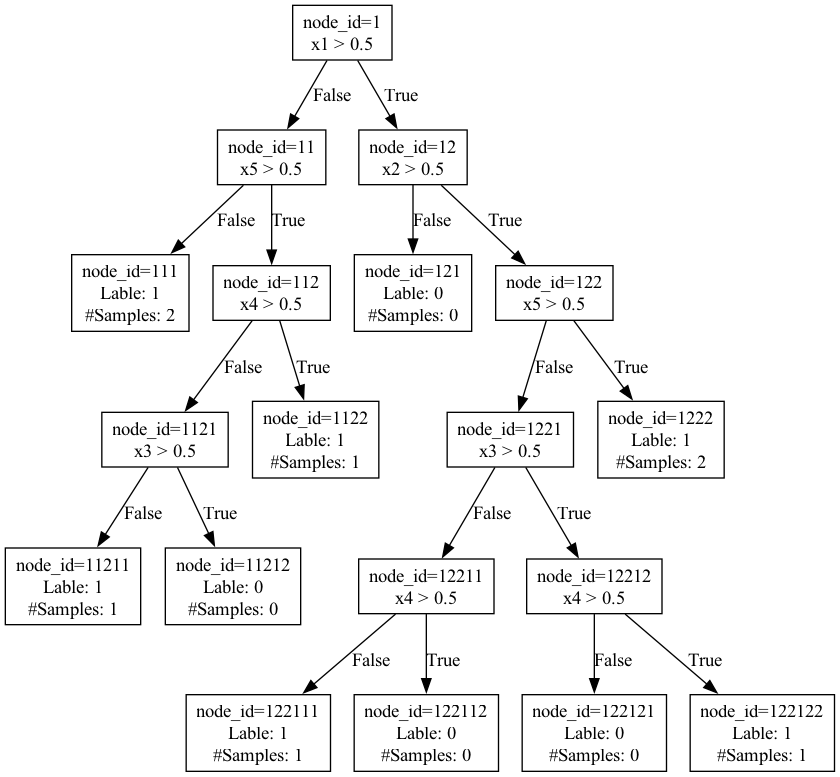 node_id=1
x1 > 0.5
False
True
node_id=11
x5 > 0.5
node_id=12
x2 > 0.5
False
True
False
True
node_id=111
Lable: 1
#Samples: 2
node_id=112
x4 > 0.5
node_id=121
Lable: 0
#Samples: 0
node_id=122
x5 > 0.5
False
True
False
True
node_id=1121
x3 > 0.5
node_id=1122
Lable: 1
#Samples: 1
node_id=1221
x3 > 0.5
node_id=1222
Lable: 1
#Samples: 2
False
True
False
True
node_id=11211
Lable: 1
#Samples: 1
node_id=11212
Lable: 0
#Samples: 0
node_id=12211
x4 > 0.5
node_id=12212
x4 > 0.5
False
True
False
True
node_id=122111
Lable: 1
#Samples: 1
node_id=122112
Lable: 0
#Samples: 0
node_id=122121
Lable: 0
#Samples: 0
node_id=122122
Lable: 1
#Samples: 1